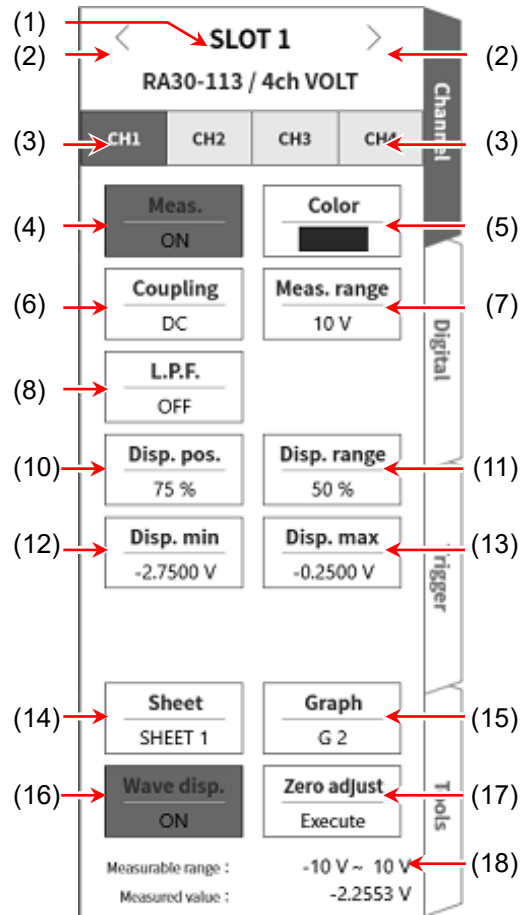 (1)
< SLOT 1 >
(2) (2)
RA30-113 / 4ch VOLT
Channel
(3) CH1 CH2 CH3 CH4 (3)
Meas. Color
(4) ON (5)
Coupling Meas. range
(6) DC 10 V (7)
Digital
L.P.F.
(8) OFF
Disp. pos. Disp. range
(10) 75 % 50 % (11)
Disp. min Disp. max
(12) -2.7500 V -0.2500 V (13)
Trigger
Sheet Graph
(14) SHEET 1 G 2 (15)
Wave disp. Zero adjust
(16) ON Execute (17)
Tools
Measurable range : -10 V ~ 10 V (18)
Measured value : -2.2553 V